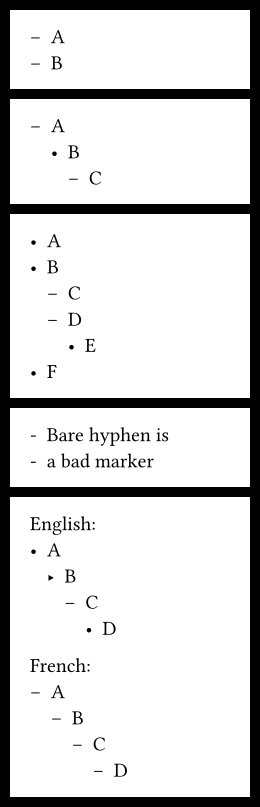 – A
– B
– A
• B
– C
• A
• B
– C
– D
• E
• F
- Bare hyphen is
- a bad marker
English:
• A
‣ B
– C
• D
French:
– A
– B
– C
– D